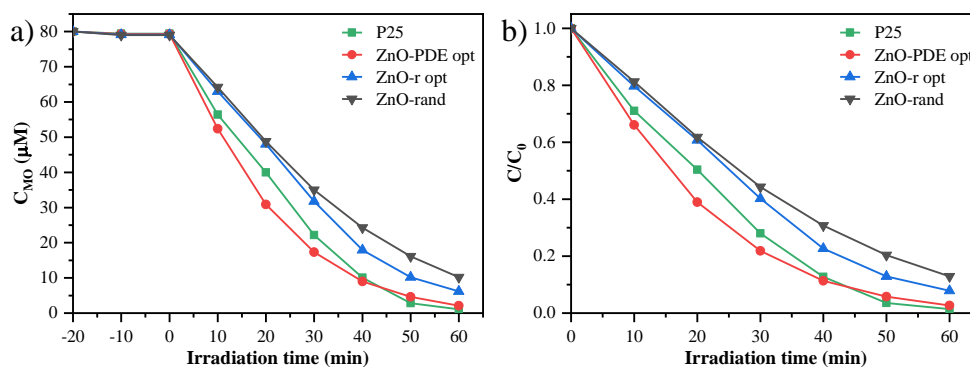 a)
80
70
60
50
40
30
20
10
0
C_MO (µM)
-20 -10 0 10 20 30 40 50 60
Irradiation time (min)
P25
ZnO-PDE opt
ZnO-r opt
ZnO-rand
b)
1.0
0.8
0.6
0.4
0.2
0.0
C/C₀
0 10 20 30 40 50 60
Irradiation time (min)
P25
ZnO-PDE opt
ZnO-r opt
ZnO-rand